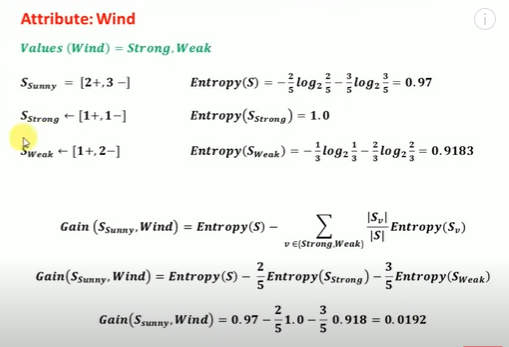 Attribute: Wind
Values (Wind) = Strong, Weak
S_Sunny = [2+, 3 −] Entropy(S) = −2/5 log₂ 2/5 − 3/5 log₂ 3/5 = 0.97
S_Strong ← [1+, 1−] Entropy(S_Strong) = 1.0
S_Weak ← [1+, 2−] Entropy(S_Weak) = −1/3 log₂ 1/3 − 2/3 log₂ 2/3 = 0.9183
Gain (S_Sunny, Wind) = Entropy(S) − ∑ v∈{Strong,Weak} |S_v|/|S| Entropy(S_v)
Gain(S_Sunny, Wind) = Entropy(S) − 2/5 Entropy(S_Strong) − 3/5 Entropy(S_Weak)
Gain(S_sunny, Wind) = 0.97 − 2/5 1.0 − 3/5 0.918 = 0.0192